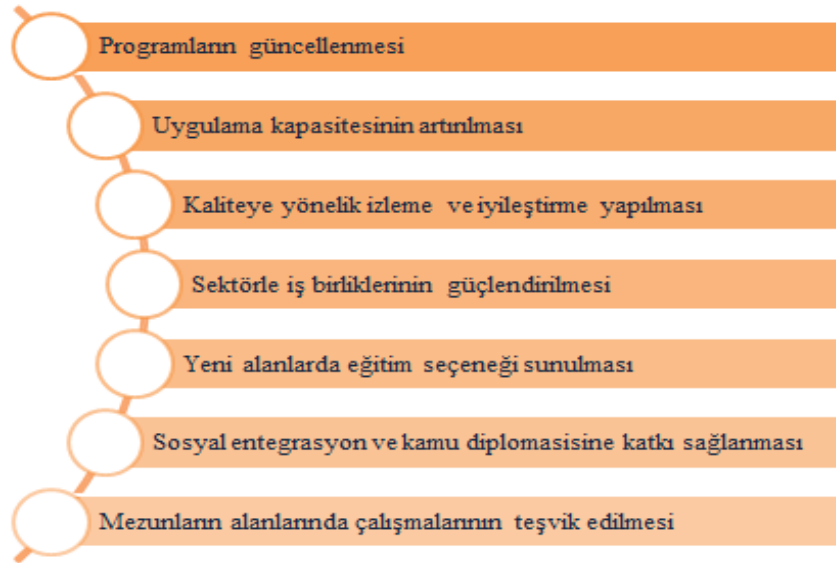 Programların güncellenmesi
Uygulama kapasitesinin artırılması
Kaliteye yönelik izleme ve iyileştirme yapılması
Sektörle iş birliklerinin güçlendirilmesi
Yeni alanlarda eğitim seçeneği sunulması
Sosyal entegrasyon ve kamu diplomasisine katkı sağlanması
Mezunların alanlarında çalışmalarının teşvik edilmesi